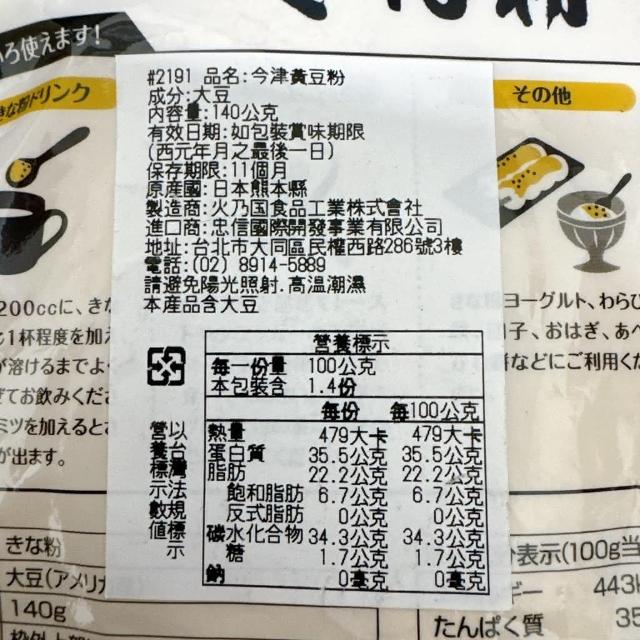 ろ使えます!
きな粉ドリンク
その他
#2191 品名:今津黃豆粉
成分:大豆
內容量:140公克
有效日期:如包裝賞味期限
(西元年月之最後一日)
保存期限:11個月
原產國:日本熊本縣
製造商:火乃国食品工業株式會社
進口商:忠信國際開發事業有限公司
地址:台北市大同區民權西路286號3樓
電話:(02) 8914-5889
請避免陽光照射.高溫潮濕
本產品含大豆
200ccに、きな
1杯程度を加え
が溶けるまでよ
てお飲みくださ
ミツを加えると
が出ます。
ヨーグルト、わらび
子、おはぎ、あべ
などにご利用くだ
營養標示
每一份量 100公克
本包裝含 1.4份
每份 每100公克
熱量 479大卡 479大卡
蛋白質 35.5公克 35.5公克
脂肪 22.2公克 22.2公克
飽和脂肪 6.7公克 6.7公克
反式脂肪 0公克 0公克
碳水化合物 34.3公克 34.3公克
糖 1.7公克 1.7公克
鈉 0毫克 0毫克
以台灣法規標示
營養標示數值
きな粉
大豆(アメリカ
140g
表示(100g当
ギー 443k
たんぱく質 35